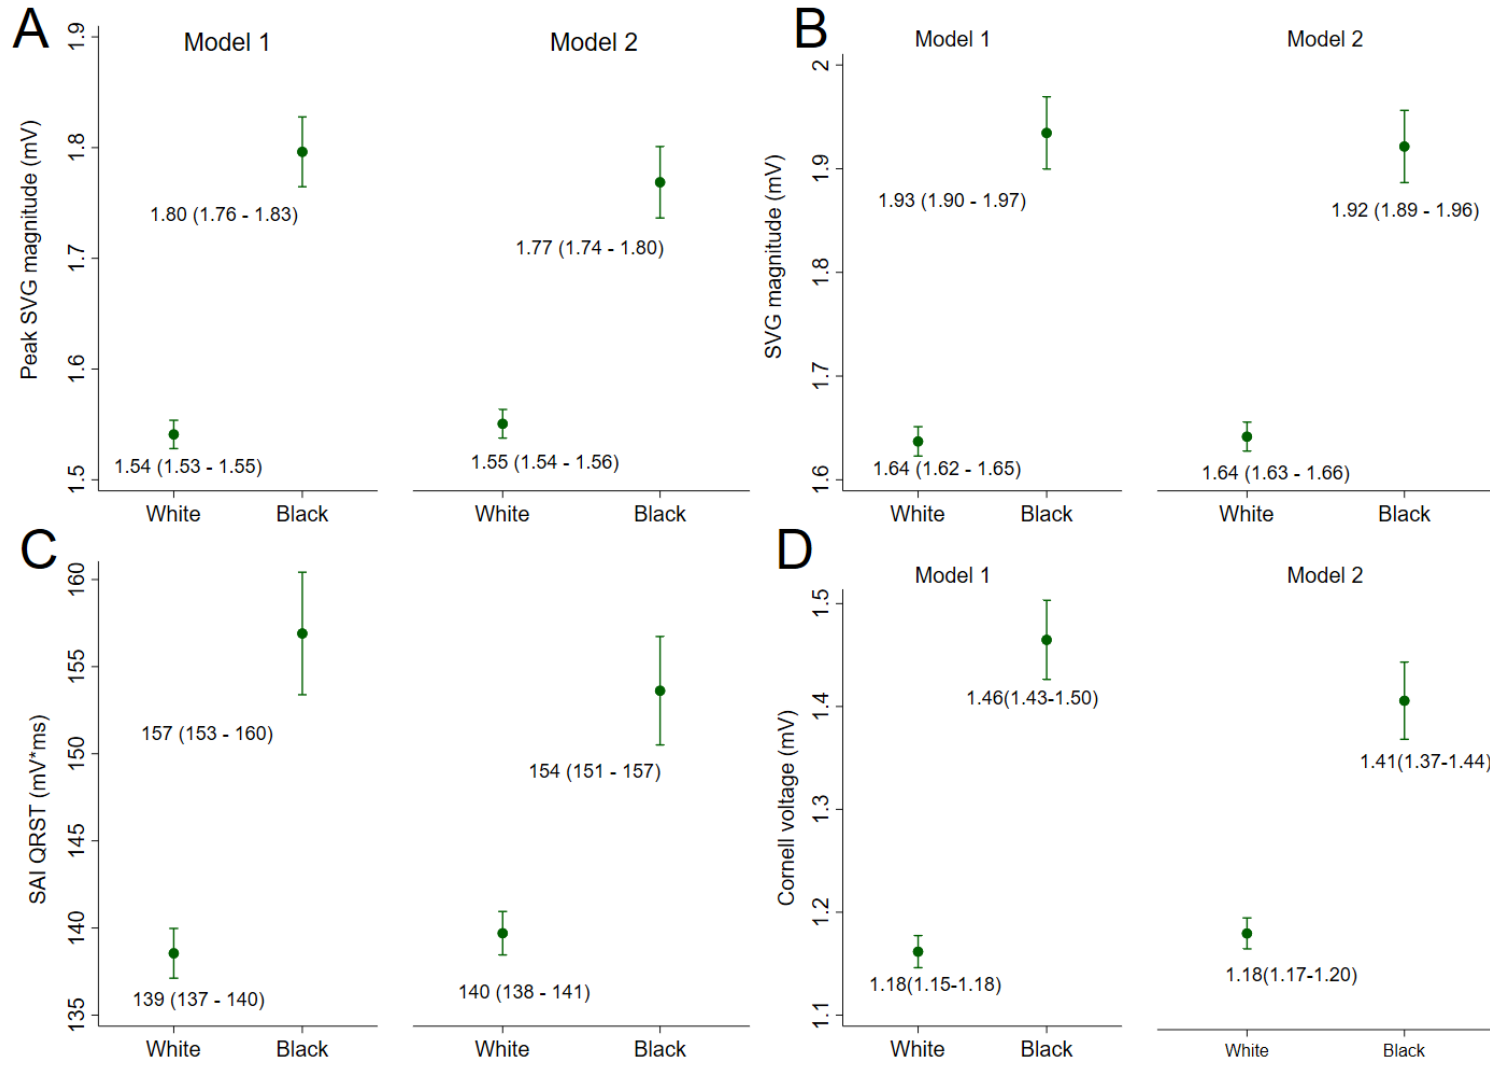 A
Model 1
Model 2
Peak SVG magnitude (mV)
1.9
1.8
1.7
1.6
1.5
1.80 (1.76 - 1.83)
1.77 (1.74 - 1.80)
1.54 (1.53 - 1.55)
1.55 (1.54 - 1.56)
White
Black
White
Black
B
Model 1
Model 2
SVG magnitude (mV)
2
1.9
1.8
1.7
1.6
1.93 (1.90 - 1.97)
1.92 (1.89 - 1.96)
1.64 (1.62 - 1.65)
1.64 (1.63 - 1.66)
White
Black
White
Black
C
SAI QRST (mV*ms)
160
155
150
145
140
135
157 (153 - 160)
154 (151 - 157)
139 (137 - 140)
140 (138 - 141)
White
Black
White
Black
D
Model 1
Model 2
Cornell voltage (mV)
1.5
1.4
1.3
1.2
1.1
1.46(1.43-1.50)
1.41(1.37-1.44)
1.18(1.15-1.18)
1.18(1.17-1.20)
White
Black
White
Black